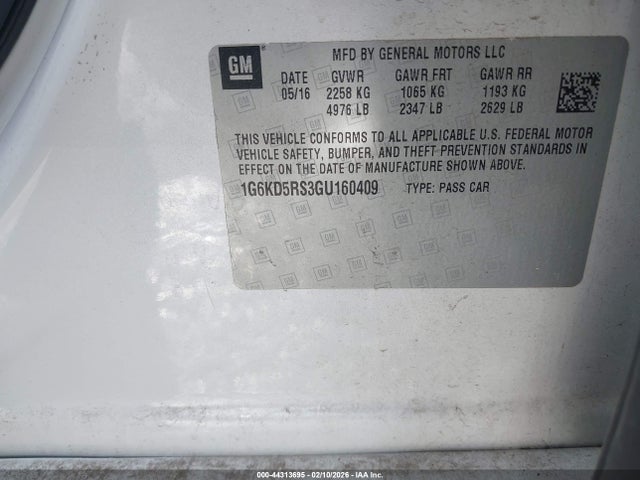 GM
MFD BY GENERAL MOTORS LLC
DATE GVWR GAWR FRT GAWR RR
05/16 2258 KG 1065 KG 1193 KG
4976 LB 2347 LB 2629 LB
THIS VEHICLE CONFORMS TO ALL APPLICABLE U.S. FEDERAL MOTOR
VEHICLE SAFETY, BUMPER, AND THEFT PREVENTION STANDARDS IN
EFFECT ON THE DATE OF MANUFACTURE SHOWN ABOVE.
1G6KD5RS3GU160409 TYPE: PASS CAR
000-44313695 - 02/10/2026 - IAA Inc.